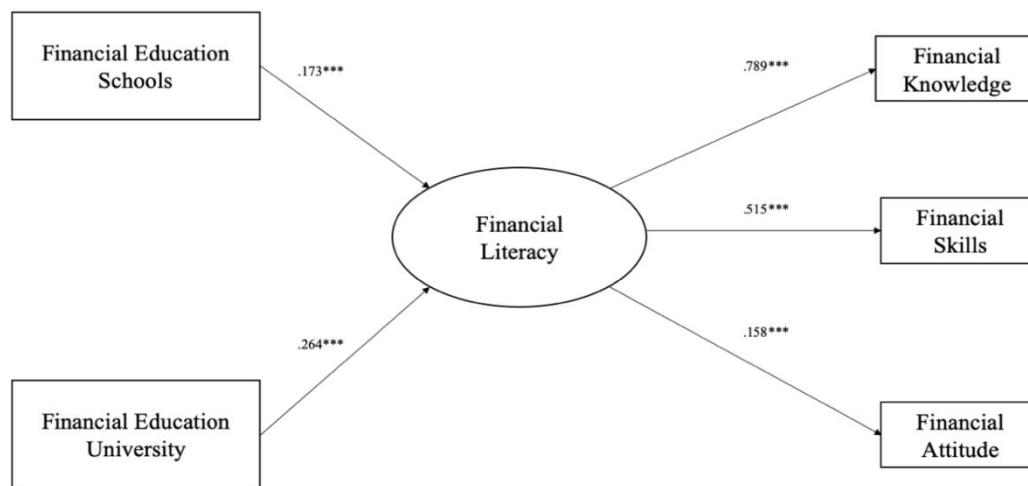 Financial Education
Schools
.173***
.789***
Financial
Knowledge
Financial
Literacy
.515***
Financial
Skills
.264***
.158***
Financial Education
University
Financial
Attitude